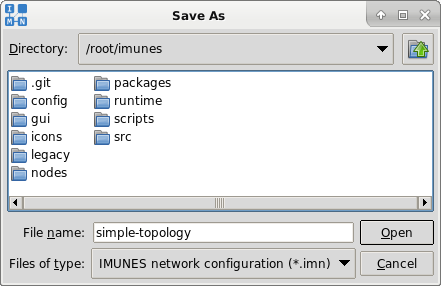 I M
M N
Save As
Directory: /root/imunes
.git packages
config runtime
gui scripts
icons src
legacy
nodes
File name: simple-topology Open
Files of type: IMUNES network configuration (*.imn) Cancel